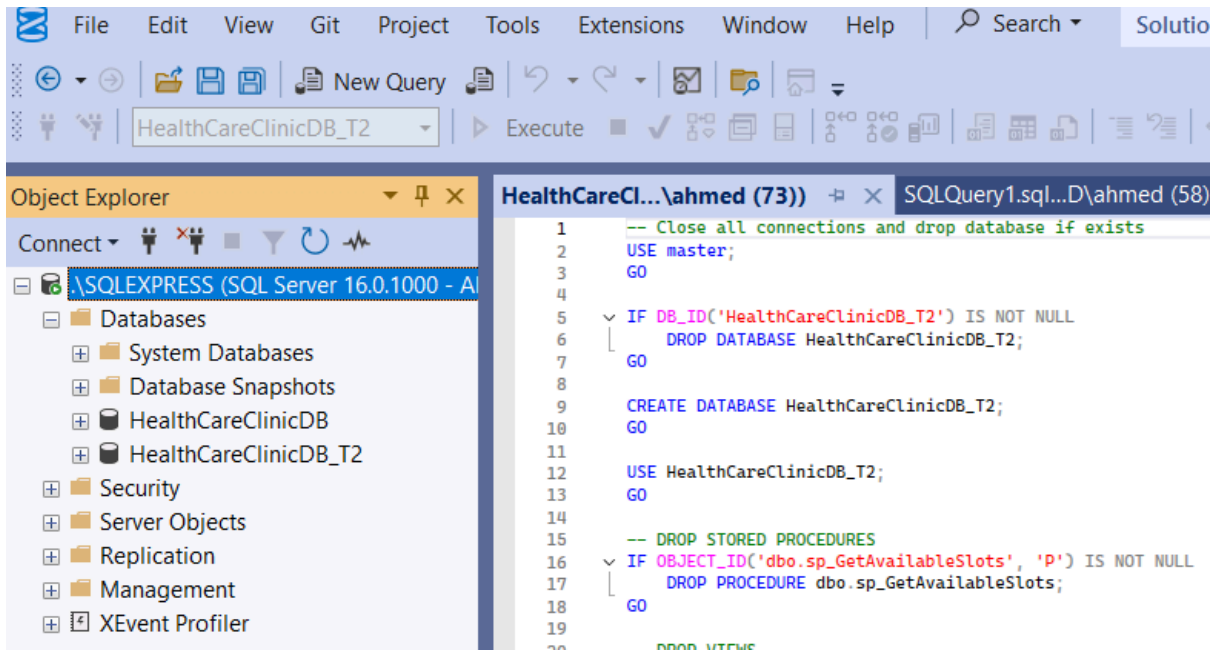 File Edit View Git Project Tools Extensions Window Help Search Solutio
New Query
HealthCareClinicDB_T2 Execute
Object Explorer
Connect
.\SQLEXPRESS (SQL Server 16.0.1000 - A
Databases
System Databases
Database Snapshots
HealthCareClinicDB
HealthCareClinicDB_T2
Security
Server Objects
Replication
Management
XEvent Profiler
HealthCareCl...\ahmed (73)) SQLQuery1.sql...D\ahmed (58)
1 -- Close all connections and drop database if exists
2 USE master;
3 GO
4
5 IF DB_ID('HealthCareClinicDB_T2') IS NOT NULL
6 DROP DATABASE HealthCareClinicDB_T2;
7 GO
8
9 CREATE DATABASE HealthCareClinicDB_T2;
10 GO
11
12 USE HealthCareClinicDB_T2;
13 GO
14
15 -- DROP STORED PROCEDURES
16 IF OBJECT_ID('dbo.sp_GetAvailableSlots', 'P') IS NOT NULL
17 DROP PROCEDURE dbo.sp_GetAvailableSlots;
18 GO
19
20 DROP VIEWS